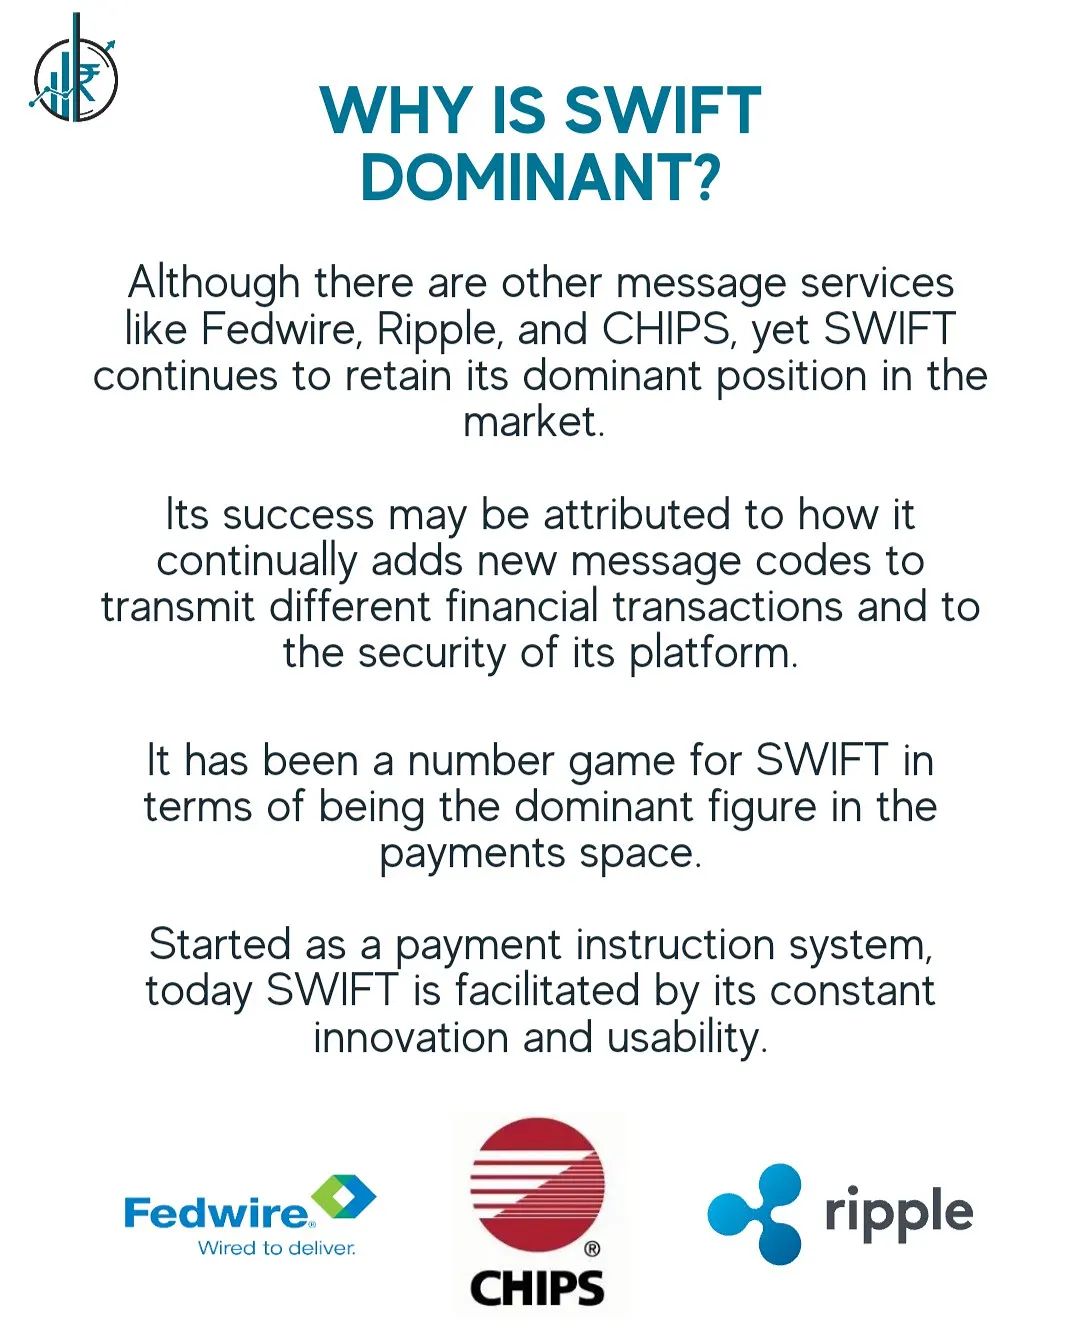 WHY IS SWIFT
DOMINANT?
Although there are other message services
like Fedwire, Ripple, and CHIPS, yet SWIFT
continues to retain its dominant position in the
market.
Its success may be attributed to how it
continually adds new message codes to
transmit different financial transactions and to
the security of its platform.
It has been a number game for SWIFT in
terms of being the dominant figure in the
payments space.
Started as a payment instruction system,
today SWIFT is facilitated by its constant
innovation and usability.
Fedwire®
Wired to deliver.
®
CHIPS
ripple